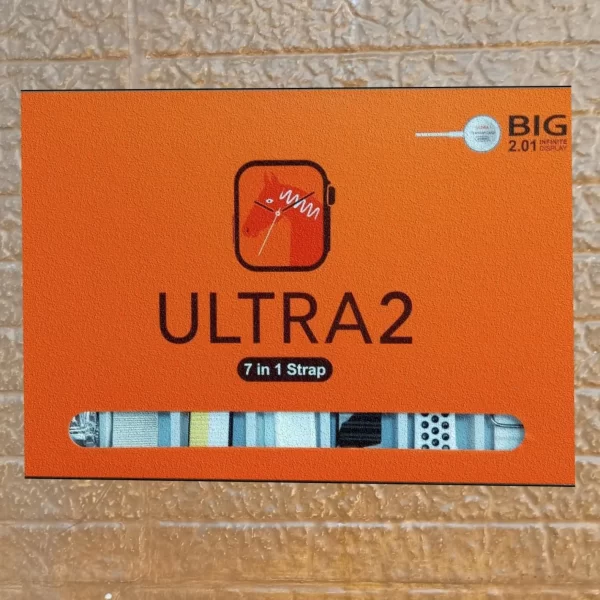 BIG
2.01 INFINITE
DISPLAY
ULTRA2
7 in 1 Strap